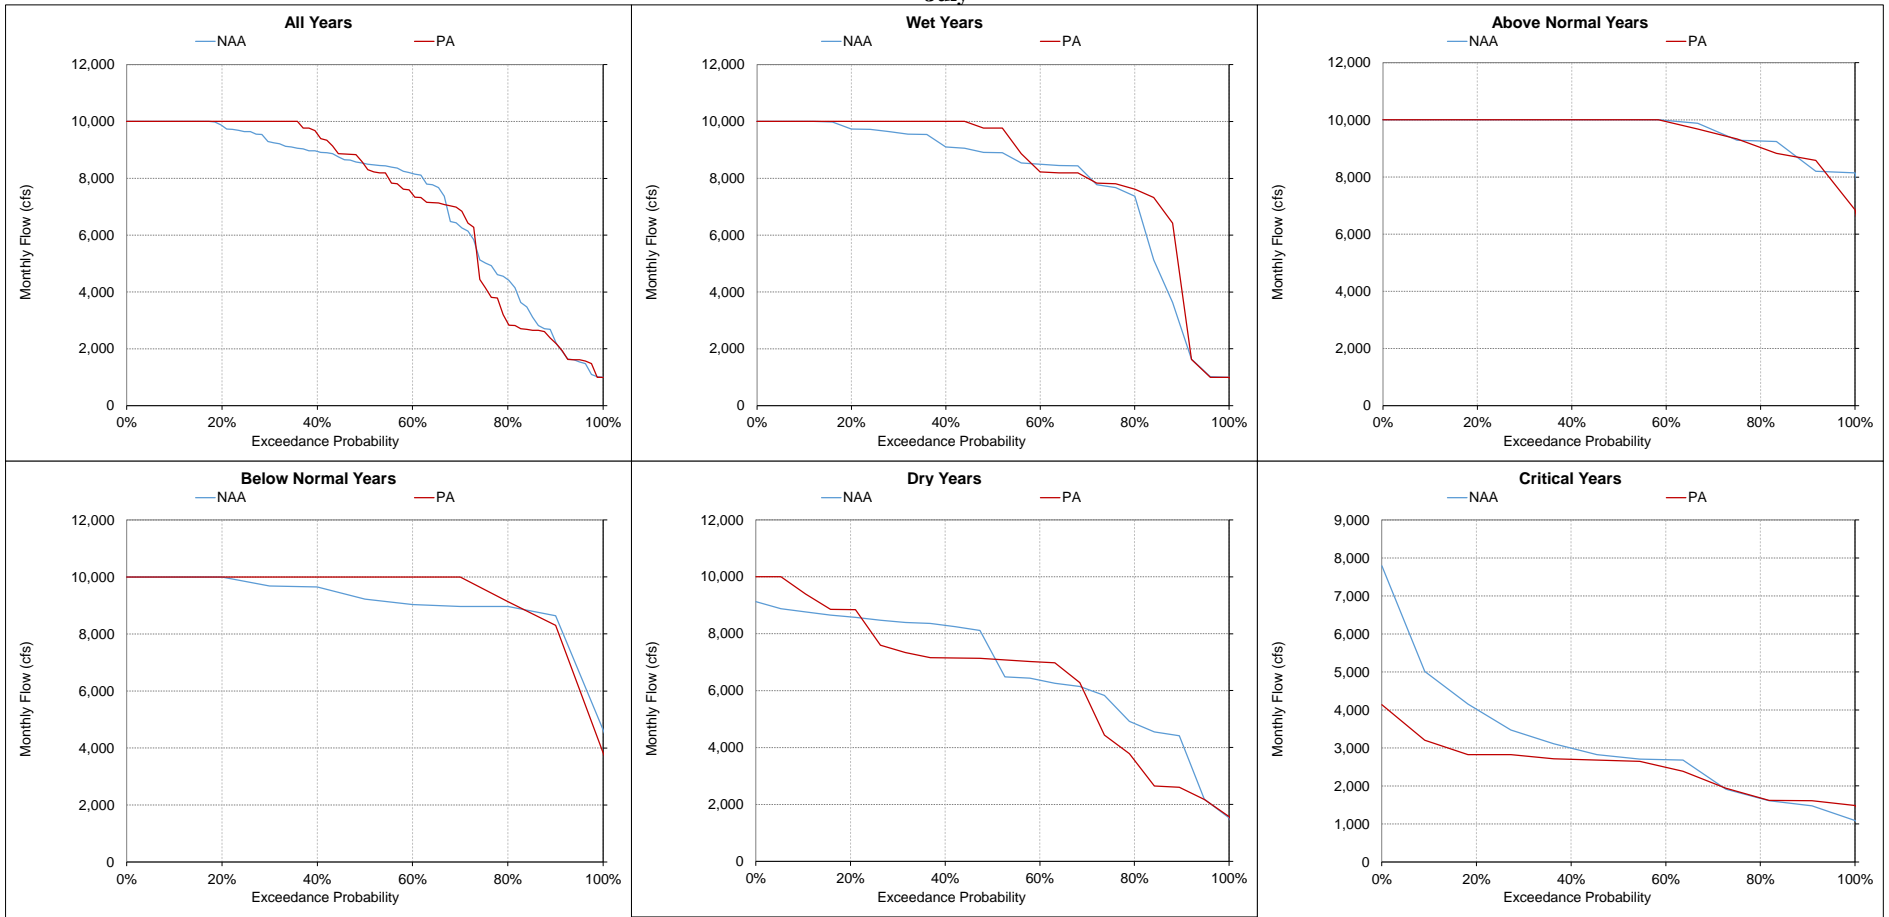 All Years
NAA PA
12,000
10,000
8,000
6,000
4,000
2,000
0
0% 20% 40% 60% 80% 100%
Monthly Flow (cfs)
Exceedance Probability
Wet Years
NAA PA
12,000
10,000
8,000
6,000
4,000
2,000
0
0% 20% 40% 60% 80% 100%
Monthly Flow (cfs)
Exceedance Probability
Above Normal Years
NAA PA
12,000
10,000
8,000
6,000
4,000
2,000
0
0% 20% 40% 60% 80% 100%
Monthly Flow (cfs)
Exceedance Probability
Below Normal Years
NAA PA
12,000
10,000
8,000
6,000
4,000
2,000
0
0% 20% 40% 60% 80% 100%
Monthly Flow (cfs)
Exceedance Probability
Dry Years
NAA PA
12,000
10,000
8,000
6,000
4,000
2,000
0
0% 20% 40% 60% 80% 100%
Monthly Flow (cfs)
Exceedance Probability
Critical Years
NAA PA
9,000
8,000
7,000
6,000
5,000
4,000
3,000
2,000
1,000
0
0% 20% 40% 60% 80% 100%
Monthly Flow (cfs)
Exceedance Probability